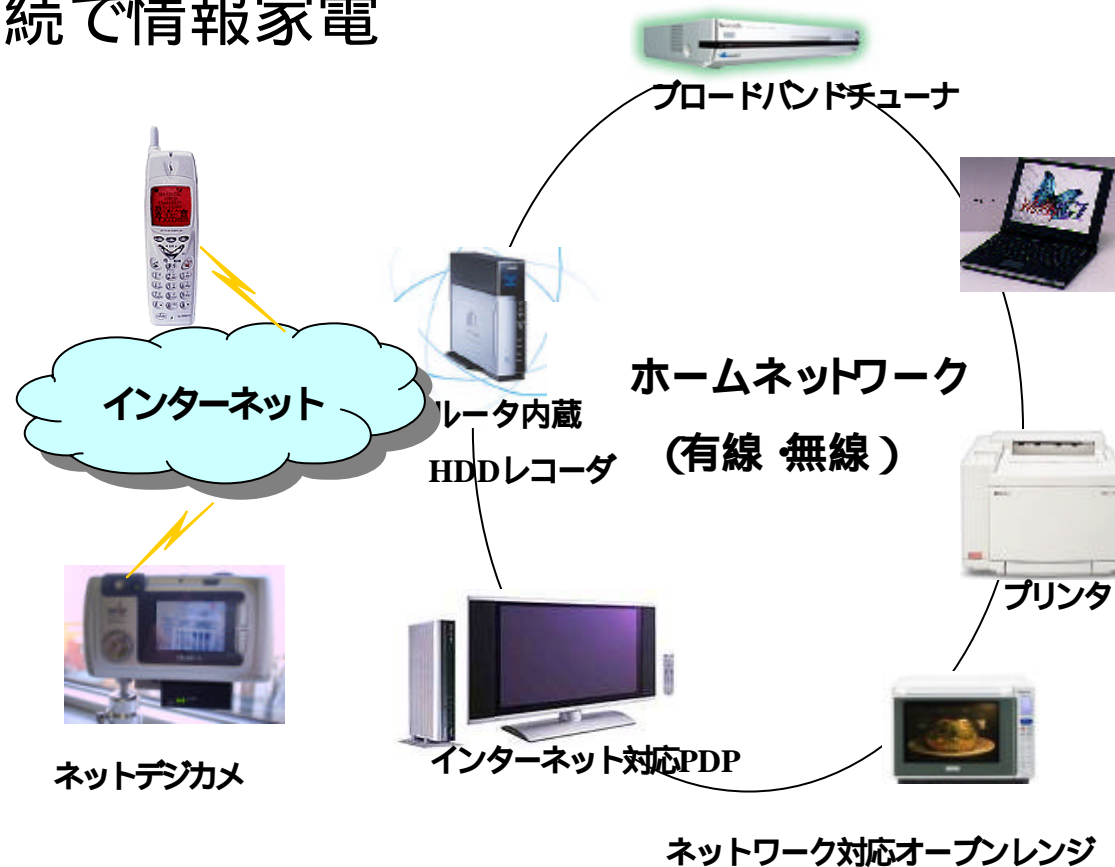 続で情報家電
ブロードバンドチューナ
インターネット
ルータ内蔵
HDDレコーダ
ホームネットワーク
(有線・無線)
プリンタ
インターネット対応PDP
ネットデジカメ
ネットワーク対応オーブンレンジ